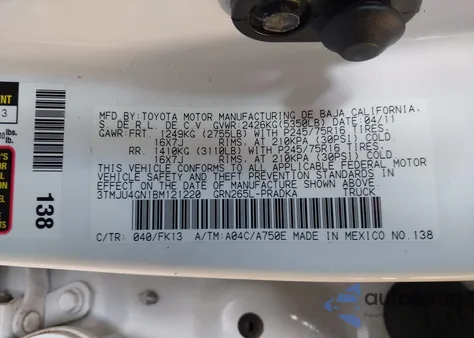 MFD.BY:TOYOTA MOTOR MANUFACTURING DE BAJA CALIFORNIA.
S. DE R.L. DE C.V. GVWR:2426KG(5350LB) DATE:04/11
GAWR:FRT. 1249KG (2755LB) WITH P245/75R16 TIRES,
16X7J RIMS, AT 210KPA (30PSI) COLD
RR. 1410KG (3110LB) WITH P245/75R16 TIRES,
16X7J RIMS, AT 210KPA (30PSI) COLD
THIS VEHICLE CONFORMS TO ALL APPLICABLE FEDERAL MOTOR
VEHICLE SAFETY AND THEFT PREVENTION STANDARDS IN
EFFECT ON THE DATE OF MANUFACTURE SHOWN ABOVE.
3TMJU4GN1BM121220 GRN265L-PRADKA TRUCK
C/TR: 040/FK13 A/TM:A04C/A750E MADE IN MEXICO NO.138
138
3
lbs.
lb.